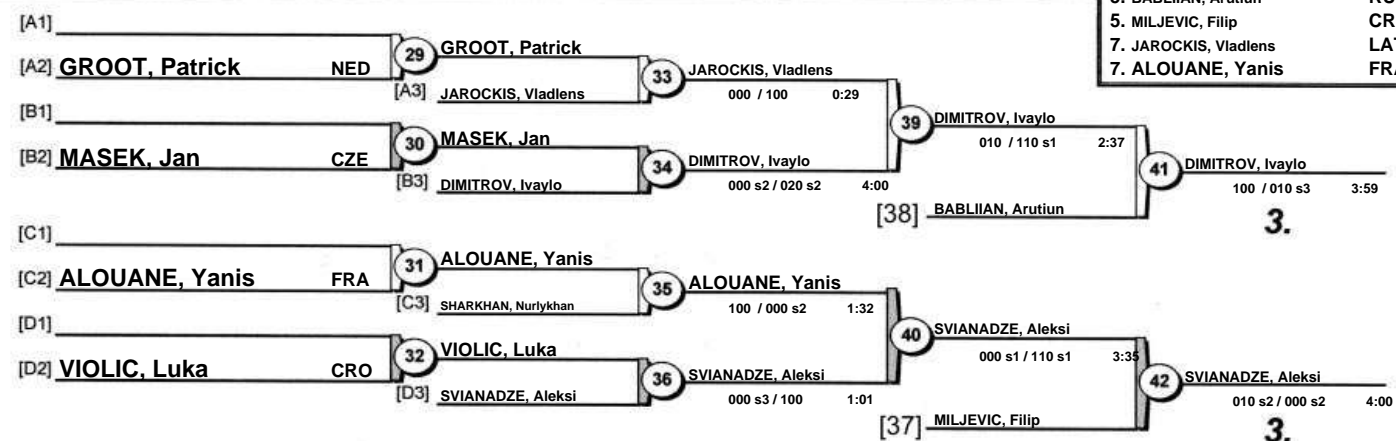 5. MILJEVIC, Filip CR
7. JAROCKIS, Vladlens LAT
7. ALOUANE, Yanis FRA
[A1]
[A2] GROOT, Patrick NED
29
GROOT, Patrick
[A3] JAROCKIS, Vladlens
33
JAROCKIS, Vladlens
000 / 100 0:29
[B1]
[B2] MASEK, Jan CZE
30
MASEK, Jan
[B3] DIMITROV, Ivaylo
34
DIMITROV, Ivaylo
000 s2 / 020 s2 4:00
39
DIMITROV, Ivaylo
010 / 110 s1 2:37
[38] BABLIIAN, Arutiun
41
DIMITROV, Ivaylo
100 / 010 s3 3:59
3.
[C1]
[C2] ALOUANE, Yanis FRA
31
ALOUANE, Yanis
[C3] SHARKHAN, Nurlykhan
35
ALOUANE, Yanis
100 / 000 s2 1:32
[D1]
[D2] VIOLIC, Luka CRO
32
VIOLIC, Luka
[D3] SVIANADZE, Aleksi
36
SVIANADZE, Aleksi
000 s3 / 100 1:01
40
SVIANADZE, Aleksi
000 s1 / 110 s1 3:35
[37] MILJEVIC, Filip
42
SVIANADZE, Aleksi
010 s2 / 000 s2 4:00
3.